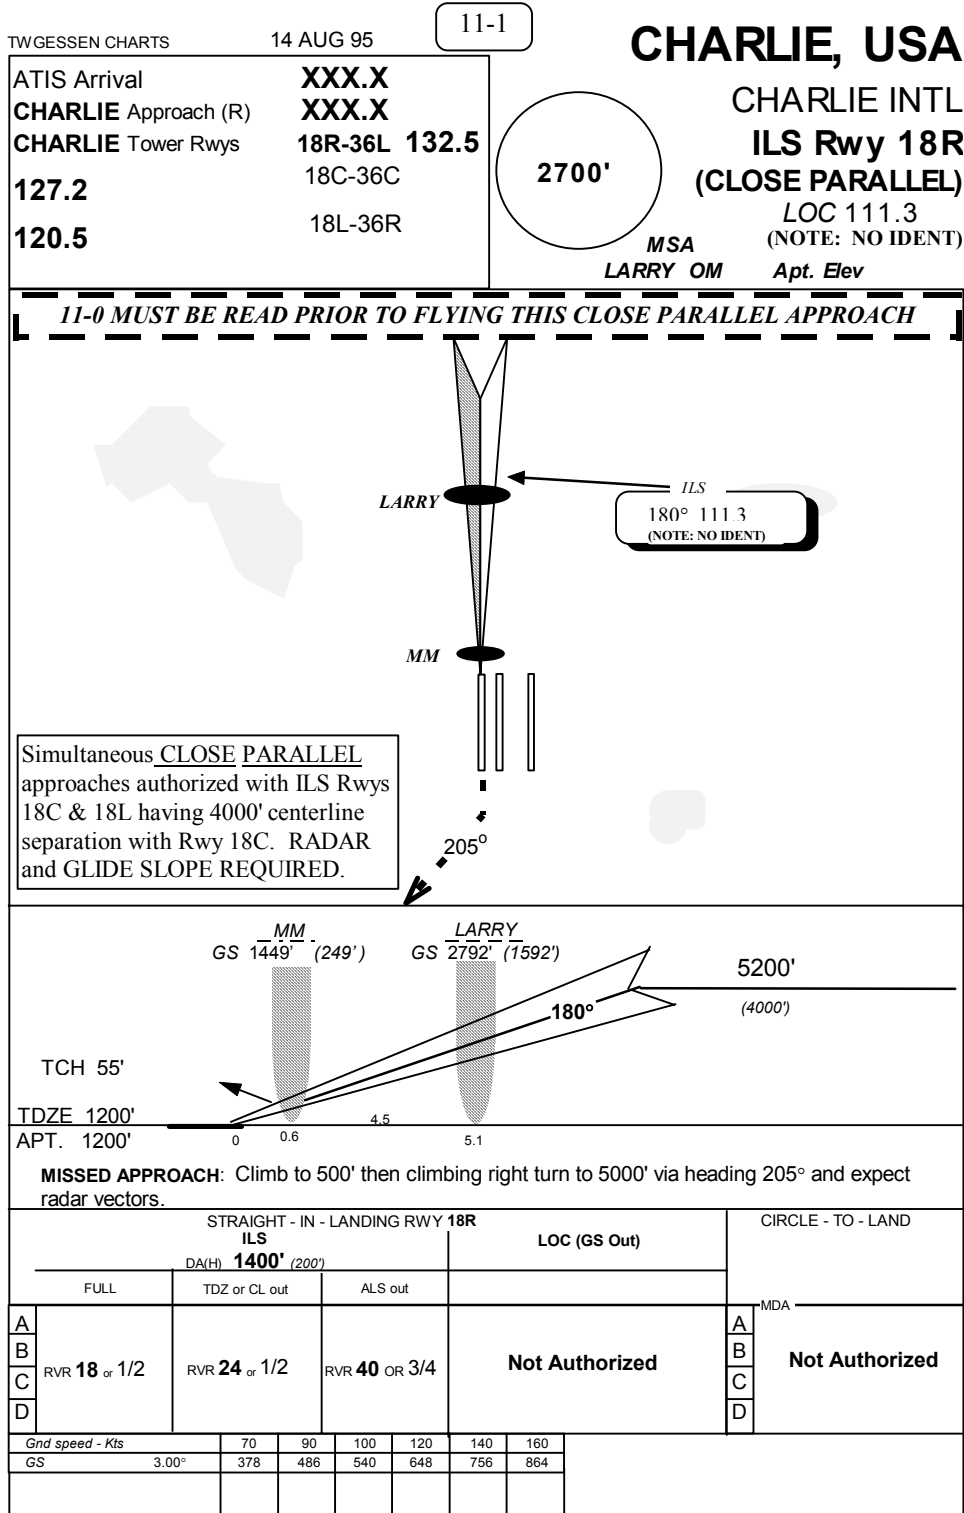 TWGESSEN CHARTS 14 AUG 95 11-1
CHARLIE, USA
CHARLIE INTL
ILS Rwy 18R
(CLOSE PARALLEL)
LOC 111.3
(NOTE: NO IDENT)
ATIS Arrival XXX.X
CHARLIE Approach (R) XXX.X
CHARLIE Tower Rwys 18R-36L 132.5
127.2 18C-36C
120.5 18L-36R
2700'
MSA
LARRY OM Apt. Elev
11-0 MUST BE READ PRIOR TO FLYING THIS CLOSE PARALLEL APPROACH
LARRY
ILS
180° 111.3
(NOTE: NO IDENT)
MM
Simultaneous CLOSE PARALLEL
approaches authorized with ILS Rwys
18C & 18L having 4000' centerline
separation with Rwy 18C. RADAR
and GLIDE SLOPE REQUIRED.
205°
MM LARRY
GS 1449' (249') GS 2792' (1592')
5200'
(4000')
180°
TCH 55'
TDZE 1200'
APT. 1200'
0 0.6 4.5 5.1
MISSED APPROACH: Climb to 500' then climbing right turn to 5000' via heading 205° and expect
radar vectors.
STRAIGHT - IN - LANDING RWY 18R CIRCLE - TO - LAND
ILS LOC (GS Out)
DA(H) 1400' (200')
FULL TDZ or CL out ALS out
MDA
A A
B B
C C
D D
RVR 18 or 1/2 RVR 24 or 1/2 RVR 40 OR 3/4 Not Authorized Not Authorized
Gnd speed - Kts 70 90 100 120 140 160
GS 3.00° 378 486 540 648 756 864